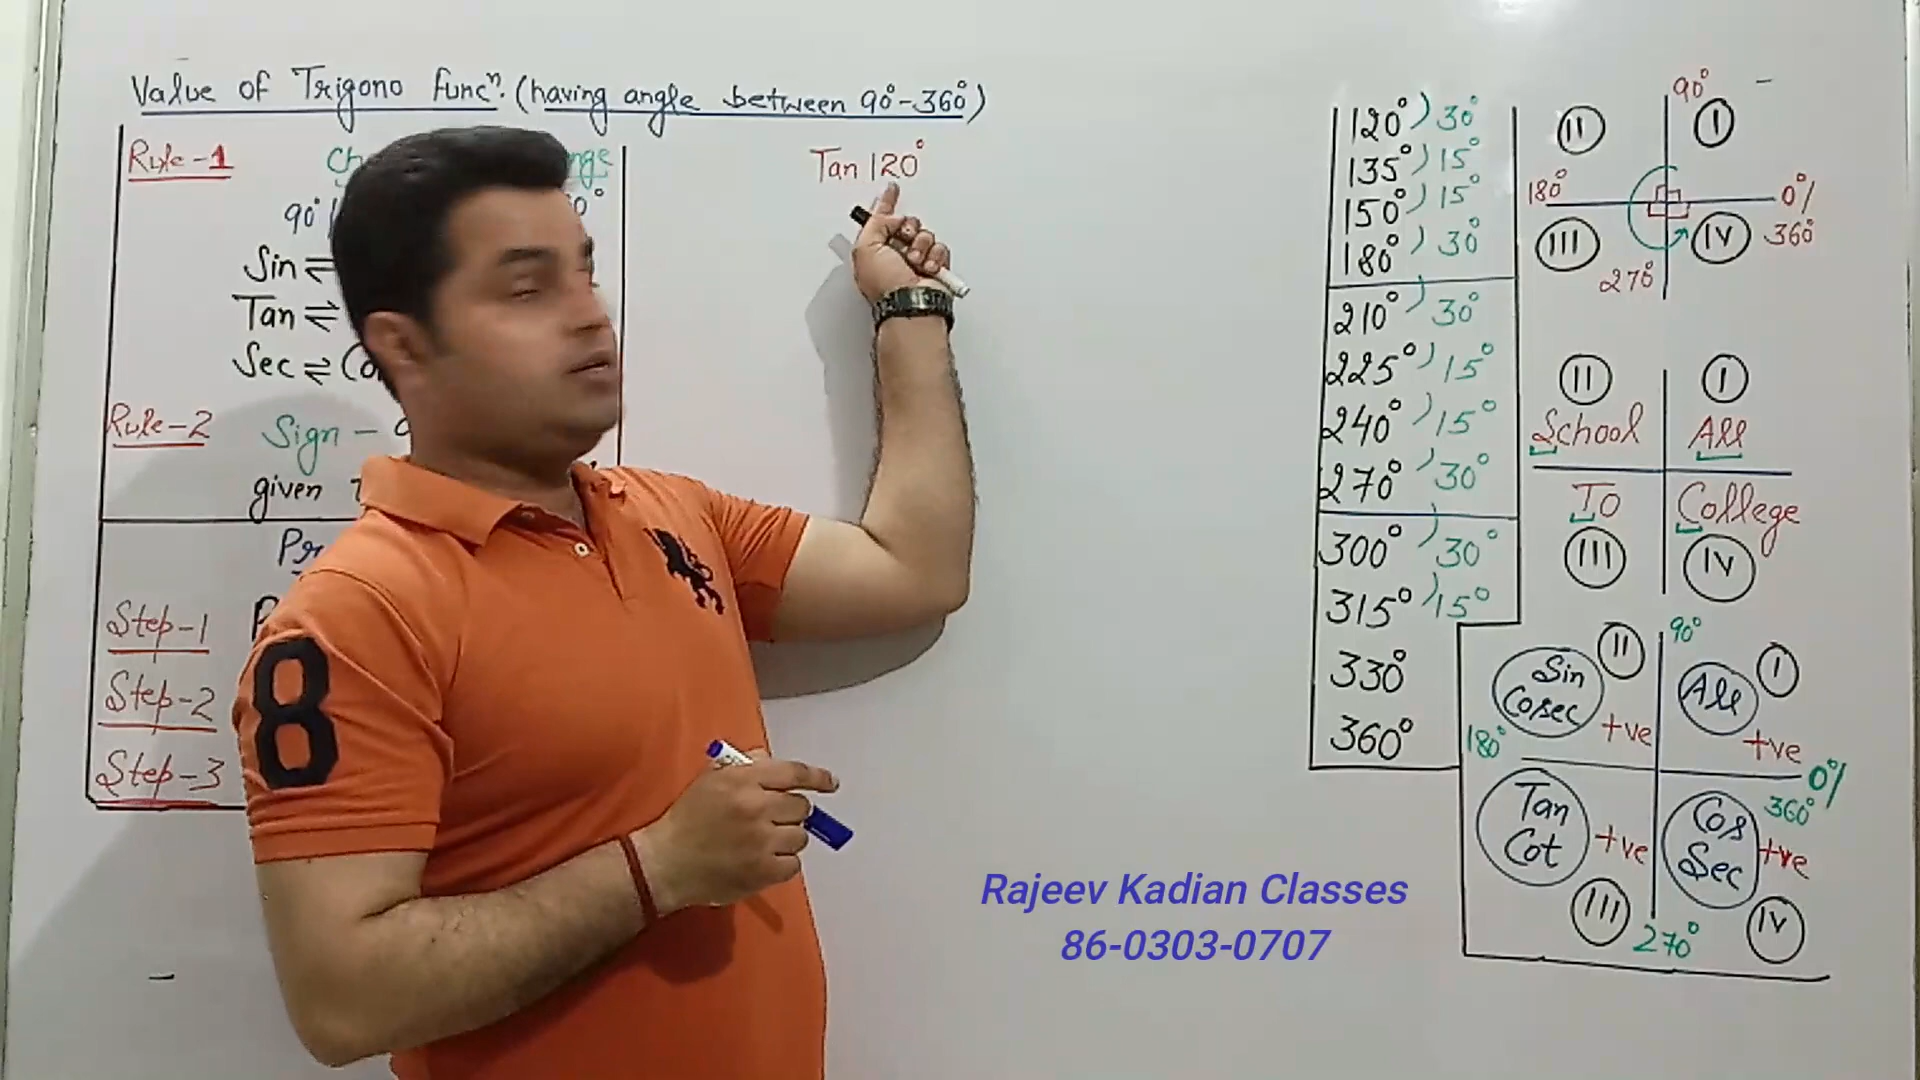 Value of Trigono Funcⁿ. (having angle between 90°-360°)
Rule-1
Tan 120°
90°
Sin ⇌
Tan ⇌
Sec ⇌
Rule-2
Sign -
given
Step-1
Step-2
Step-3
8
120° ) 30°
135° ) 15°
150° ) 15°
180° ) 30°
210° ) 30°
225° ) 15°
240° ) 15°
270° ) 30°
300° ) 30°
315° ) 15°
330°
360°
90°
II I
180° 0°/
360°
III IV
270°
II I
School All
To College
III IV
90°
II I
Sin
Cosec
+ve
All
+ve
180° 0°/
360°
Tan
Cot
+ve
Cos
Sec
+ve
III IV
270°
Rajeev Kadian Classes
86-0303-0707